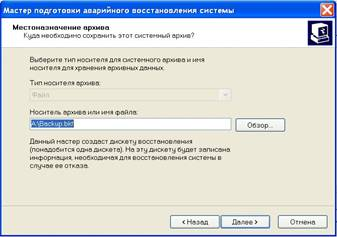 Мастер подготовки аварийного восстановления системы
Местоназначение архива
Куда необходимо сохранить этот системный архив?
Выберите тип носителя для системного архива и имя
носителя для хранения архивных данных.
Тип носителя архива:
Файл
Носитель архива или имя файла:
A:\Backup.bkf
Обзор...
Данный мастер создаст дискету восстановления
(понадобится одна дискета). На эту дискету будет записана
информация, необходимая для восстановления системы в
случае ее отказа.
< Назад
Далее >
Отмена